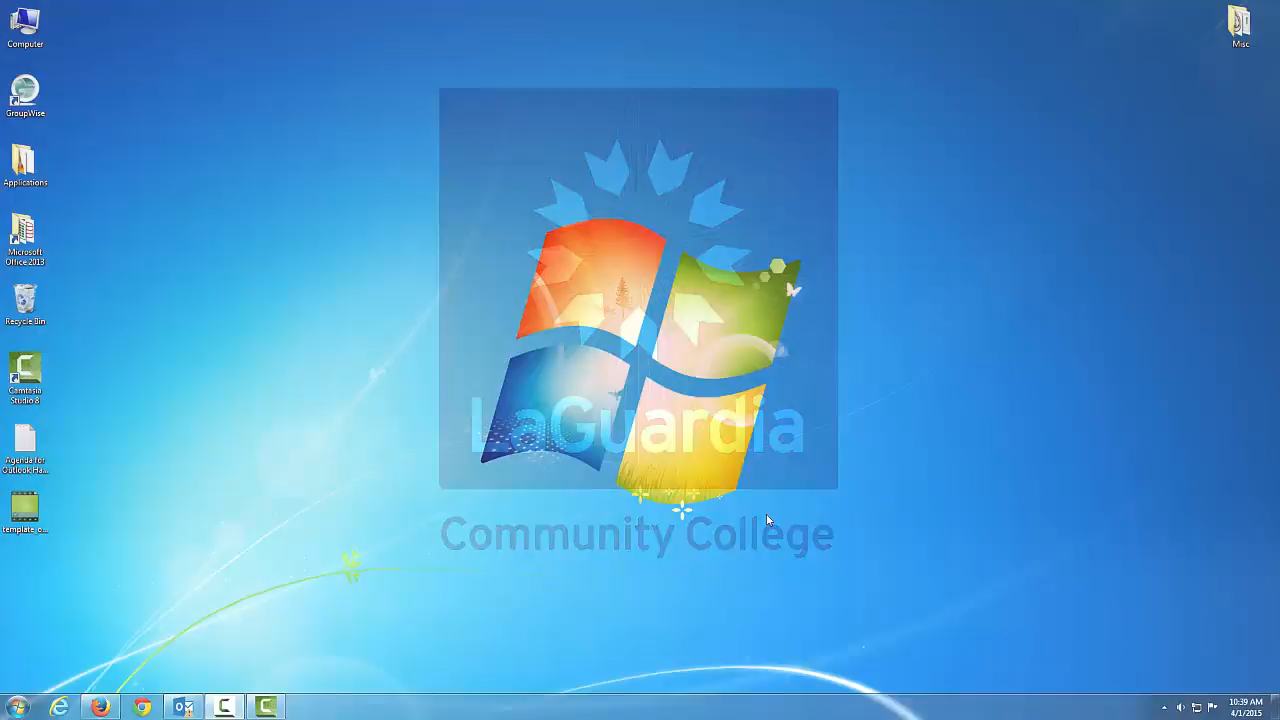 Computer
Misc
GroupWise
Applications
Microsoft
Office 2013
Recycle Bin
Camtasia
Studio 8
Agenda for
Outlook Ha...
template_o...
LaGuardia
Community College
10:39 AM
4/1/2015